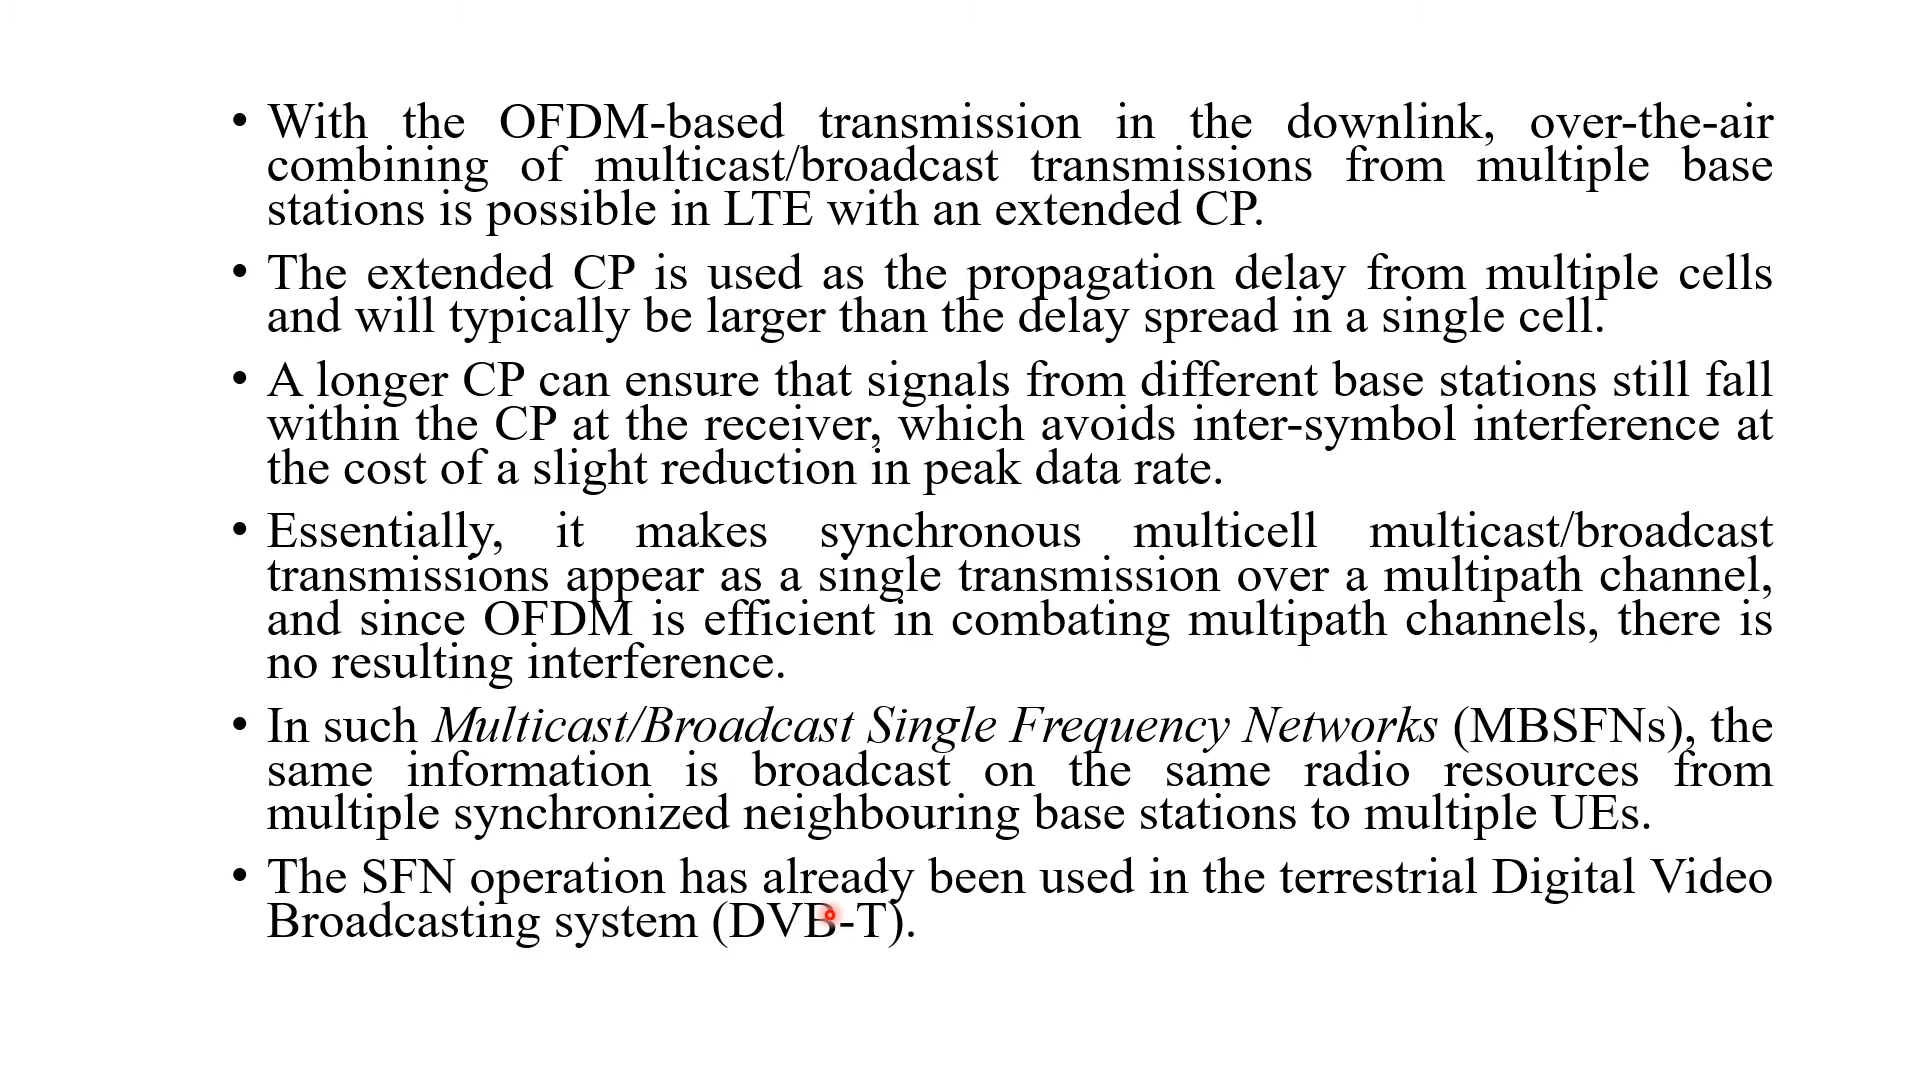 • With the OFDM-based transmission in the downlink, over-the-air
combining of multicast/broadcast transmissions from multiple base
stations is possible in LTE with an extended CP.
• The extended CP is used as the propagation delay from multiple cells
and will typically be larger than the delay spread in a single cell.
• A longer CP can ensure that signals from different base stations still fall
within the CP at the receiver, which avoids inter-symbol interference at
the cost of a slight reduction in peak data rate.
• Essentially, it makes synchronous multicell multicast/broadcast
transmissions appear as a single transmission over a multipath channel,
and since OFDM is efficient in combating multipath channels, there is
no resulting interference.
• In such Multicast/Broadcast Single Frequency Networks (MBSFNs), the
same information is broadcast on the same radio resources from
multiple synchronized neighbouring base stations to multiple UEs.
• The SFN operation has already been used in the terrestrial Digital Video
Broadcasting system (DVB-T).